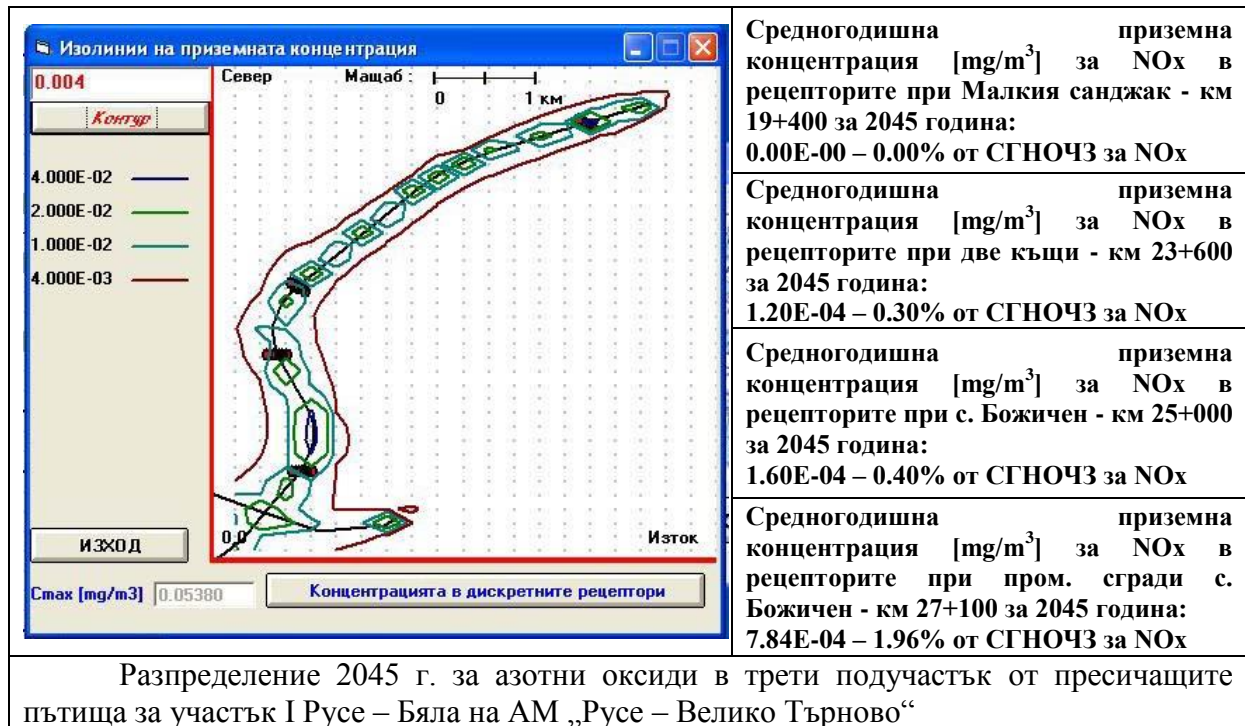 Изолинии на приземната концентрация
0.004
Контур
4.000E-02
2.000E-02
1.000E-02
4.000E-03
ИЗХОД
Север
Мащаб :
0 1 км
0.0
Изток
Cmax [mg/m3] 0.05380
Концентрацията в дискретните рецептори
Средногодишна приземна
концентрация [mg/m³] за NOx в
рецепторите при Малкия санджак - км
19+400 за 2045 година:
0.00E-00 – 0.00% от СГНОЧЗ за NOx
Средногодишна приземна
концентрация [mg/m³] за NOx в
рецепторите при две къщи - км 23+600
за 2045 година:
1.20E-04 – 0.30% от СГНОЧЗ за NOx
Средногодишна приземна
концентрация [mg/m³] за NOx в
рецепторите при с. Божичен - км 25+000
за 2045 година:
1.60E-04 – 0.40% от СГНОЧЗ за NOx
Средногодишна приземна
концентрация [mg/m³] за NOx в
рецепторите при пром. сгради с.
Божичен - км 27+100 за 2045 година:
7.84E-04 – 1.96% от СГНОЧЗ за NOx
Разпределение 2045 г. за азотни оксиди в трети подучастък от пресичащите
пътища за участък I Русе – Бяла на АМ „Русе – Велико Търново“